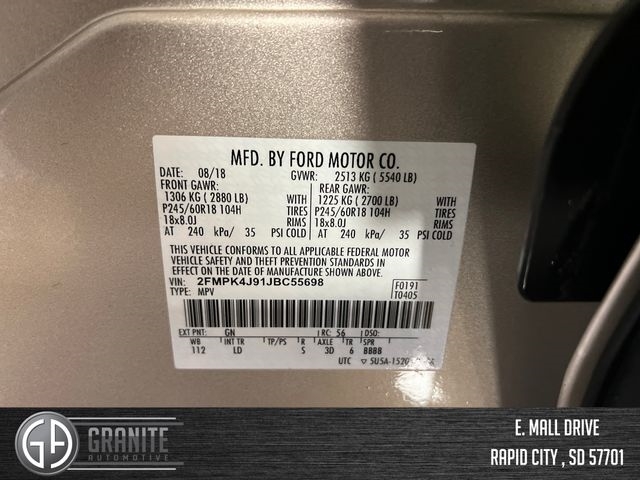 MFD. BY FORD MOTOR CO.
DATE: 08/18 GVWR: 2513 KG ( 5540 LB)
FRONT GAWR: REAR GAWR:
1306 KG ( 2880 LB) WITH 1225 KG ( 2700 LB) WITH
P245/60R18 104H TIRES P245/60R18 104H TIRES
18x8.0J RIMS 18x8.0J RIMS
AT 240 kPa/ 35 PSI COLD AT 240 kPa/ 35 PSI COLD
THIS VEHICLE CONFORMS TO ALL APPLICABLE FEDERAL MOTOR
VEHICLE SAFETY AND THEFT PREVENTION STANDARDS IN
EFFECT ON THE DATE OF MANUFACTURE SHOWN ABOVE.
VIN: 2FMPK4J91JBC55698 F0191
TYPE: MPV T0405
EXT PNT: GN RC: 56 DSO:
WB INT TR TP/PS R AXLE TR SPR
112 LD S 3D 6 BBBB
UTC
GA GRANITE
AUTOMOTIVE
E. MALL DRIVE
RAPID CITY , SD 57701